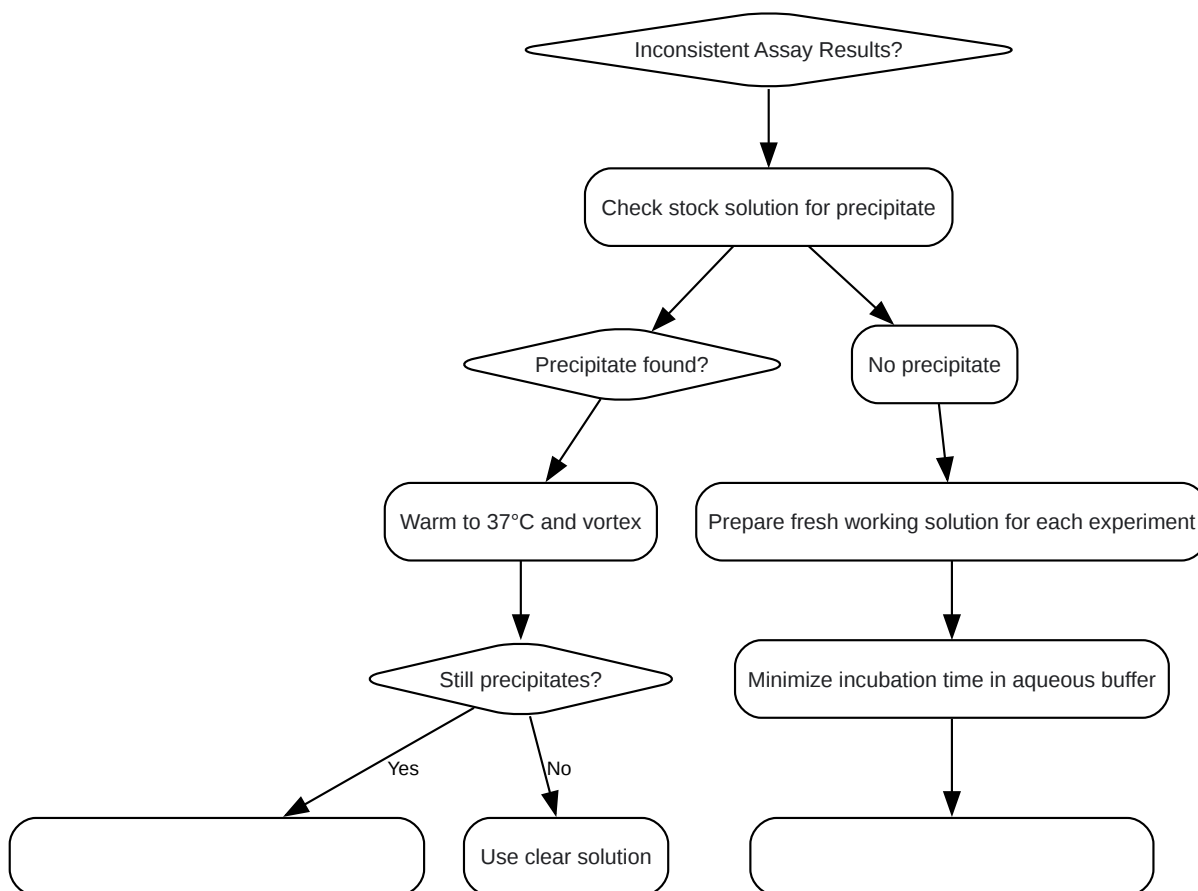 Inconsistent Assay Results?
Check stock solution for precipitate
Precipitate found?
No precipitate
Warm to 37°C and vortex
Prepare fresh working solution for each experiment
Still precipitates?
Minimize incubation time in aqueous buffer
Yes
No
Use clear solution